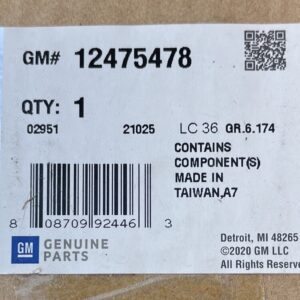 GM# 12475478
QTY: 1
02951 21025 LC 36 GR.6.174
CONTAINS
COMPONENT(S)
MADE IN
TAIWAN,A7
8 08709 92446 3
GM GENUINE
PARTS
Detroit, MI 48265
©2020 GM LLC
All Rights Reserved